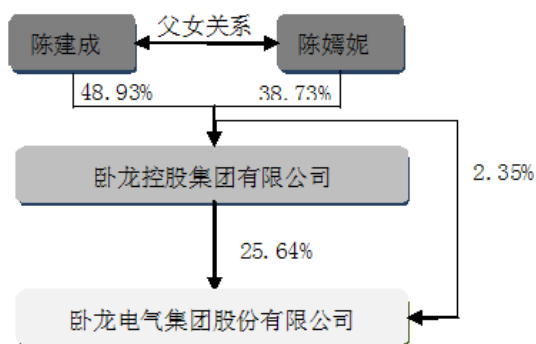 父女关系
陈建成
陈嫣妮
48.93%
38.73%
卧龙控股集团有限公司
2.35%
25.64%
卧龙电气集团股份有限公司